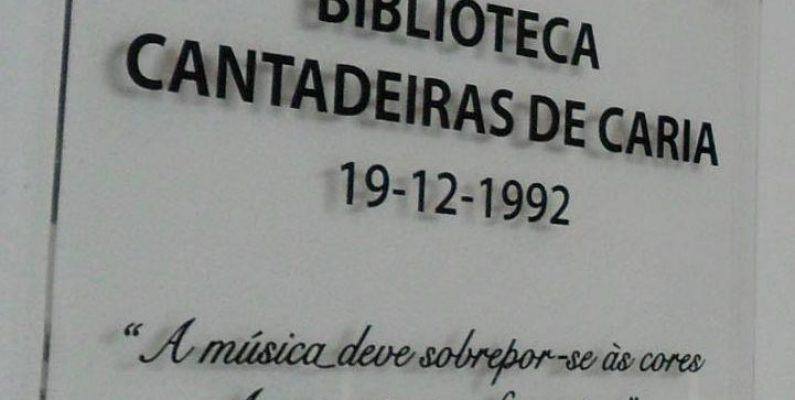 BIBLIOTECA
CANTADEIRAS DE CARIA
19-12-1992
"A música deve sobrepor-se às cores